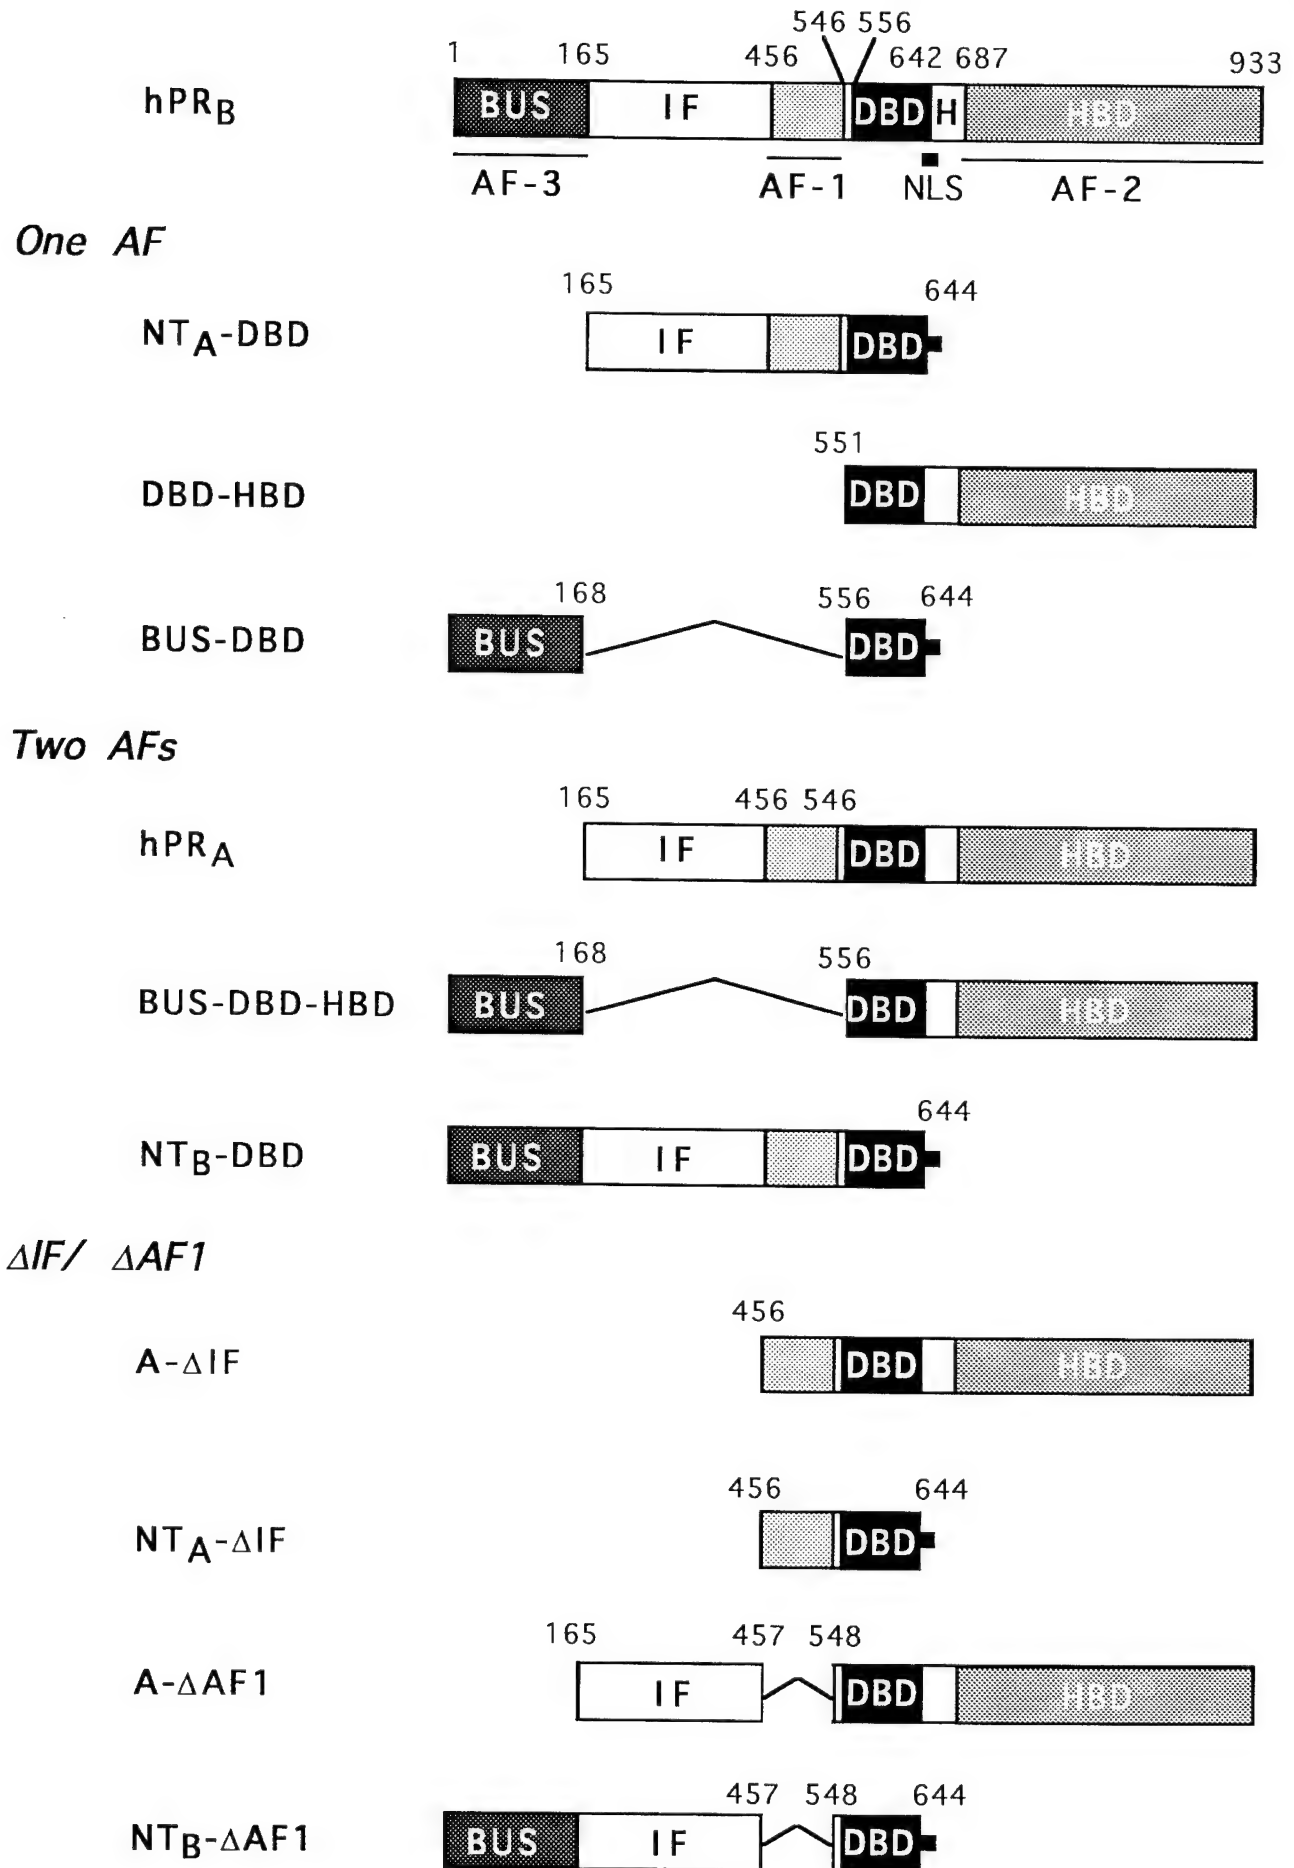 546 556
1 165 456 642 687 933
hPRB BUS IF DBD H HBD
AF-3 AF-1 NLS AF-2
One AF
165 644
NTA-DBD IF DBD
551
DBD-HBD DBD HBD
168 556 644
BUS-DBD BUS DBD
Two AFs
165 456 546
hPRA IF DBD HBD
168 556
BUS-DBD-HBD BUS DBD HBD
644
NTB-DBD BUS IF DBD
ΔIF/ ΔAF1
456
A-ΔIF DBD HBD
456 644
NTA-ΔIF DBD
165 457 548
A-ΔAF1 IF DBD HBD
457 548 644
NTB-ΔAF1 BUS IF DBD